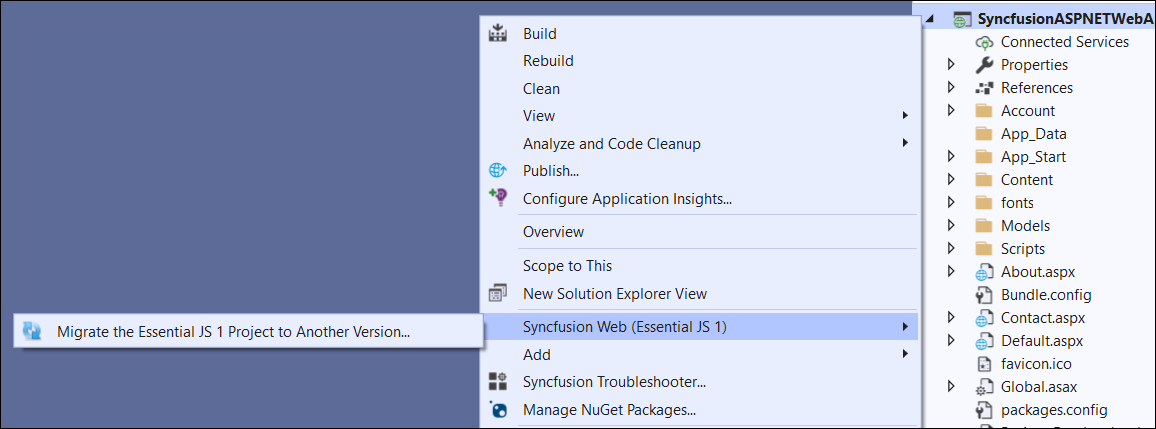 Build
Rebuild
Clean
View
Analyze and Code Cleanup
Publish...
Configure Application Insights...
Overview
Scope to This
New Solution Explorer View
Syncfusion Web (Essential JS 1)
Migrate the Essential JS 1 Project to Another Version...
Add
Syncfusion Troubleshooter...
Manage NuGet Packages...
SyncfusionASPNETWebA
Connected Services
Properties
References
Account
App_Data
App_Start
Content
fonts
Models
Scripts
About.aspx
Bundle.config
Contact.aspx
Default.aspx
favicon.ico
Global.asax
packages.config